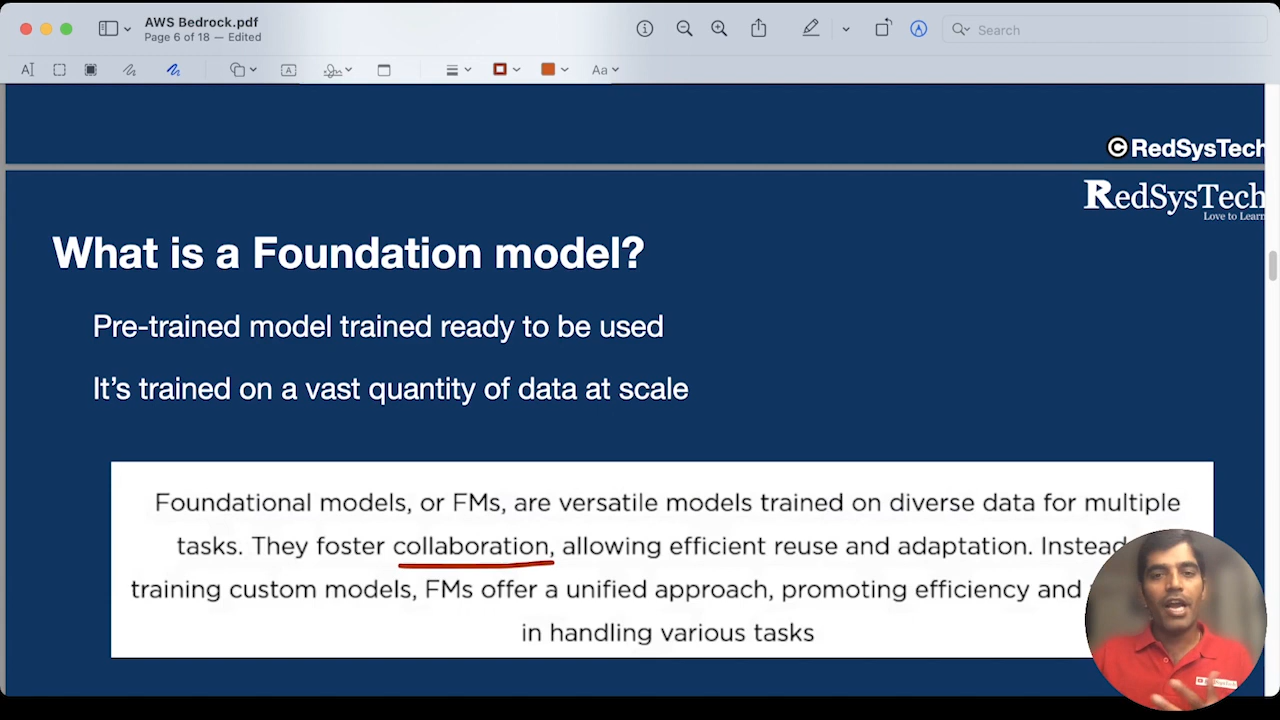 AWS Bedrock.pdf
Page 6 of 18 — Edited
Search
Aa
©RedSysTech
RedSysTech
Love to Learn
What is a Foundation model?
Pre-trained model trained ready to be used
It's trained on a vast quantity of data at scale
Foundational models, or FMs, are versatile models trained on diverse data for multiple
tasks. They foster collaboration, allowing efficient reuse and adaptation. Instead
training custom models, FMs offer a unified approach, promoting efficiency and
in handling various tasks